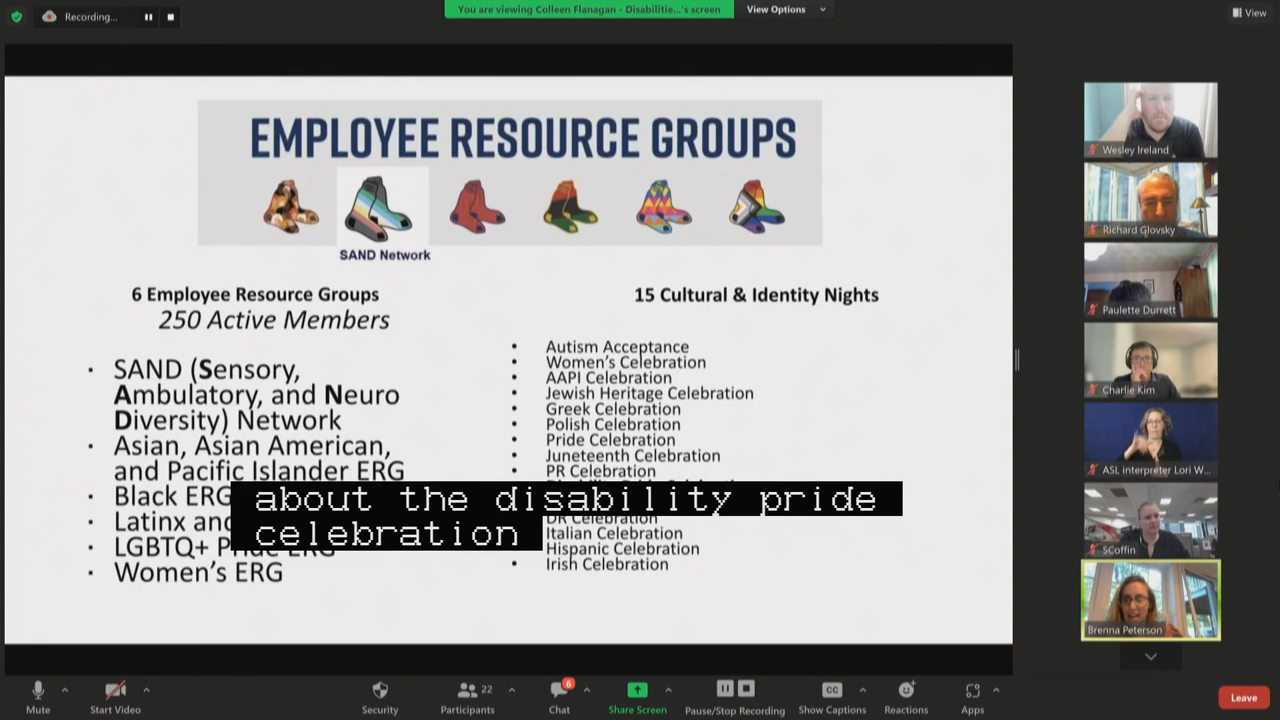 Recording...
You are viewing Colleen Flanagan - Disabilitie...'s screen
View Options
View
EMPLOYEE RESOURCE GROUPS
SAND Network
6 Employee Resource Groups
250 Active Members
· SAND (Sensory,
Ambulatory, and Neuro
Diversity) Network
· Asian, Asian American,
and Pacific Islander ERG
· Black ERG
· Latinx and
· LGBTQ+ Pride ERG
· Women's ERG
15 Cultural & Identity Nights
• Autism Acceptance
• Women's Celebration
• AAPI Celebration
• Jewish Heritage Celebration
• Greek Celebration
• Polish Celebration
• Pride Celebration
• Juneteenth Celebration
• PR Celebration
• DR Celebration
• Italian Celebration
• Hispanic Celebration
• Irish Celebration
about the disability pride
celebration
Wesley Ireland
Richard Glovsky
Paulette Durrett
Charlie Kim
ASL interpreter Lori W...
SCoffin
Brenna Peterson
Mute
Start Video
Security
22
Participants
6
Chat
Share Screen
Pause/Stop Recording
CC
Show Captions
Reactions
Apps
Leave